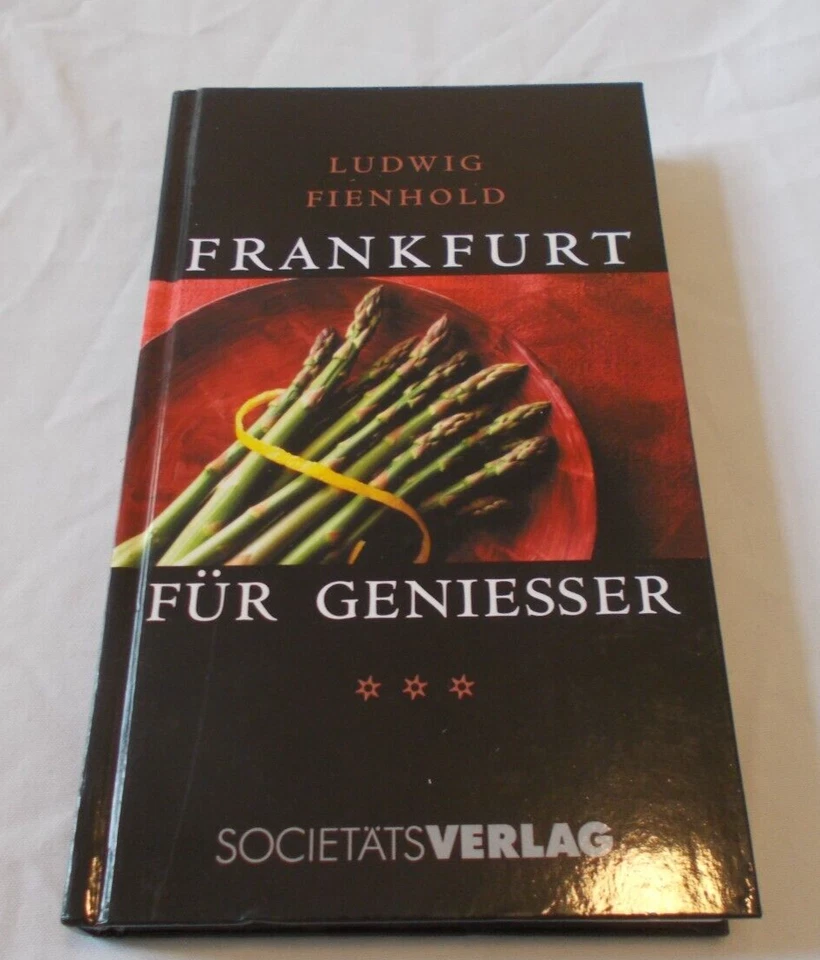 LUDWIG
FIENHOLD
FRANKFURT
FÜR GENIESSER
SOCIETÄTSVERLAG